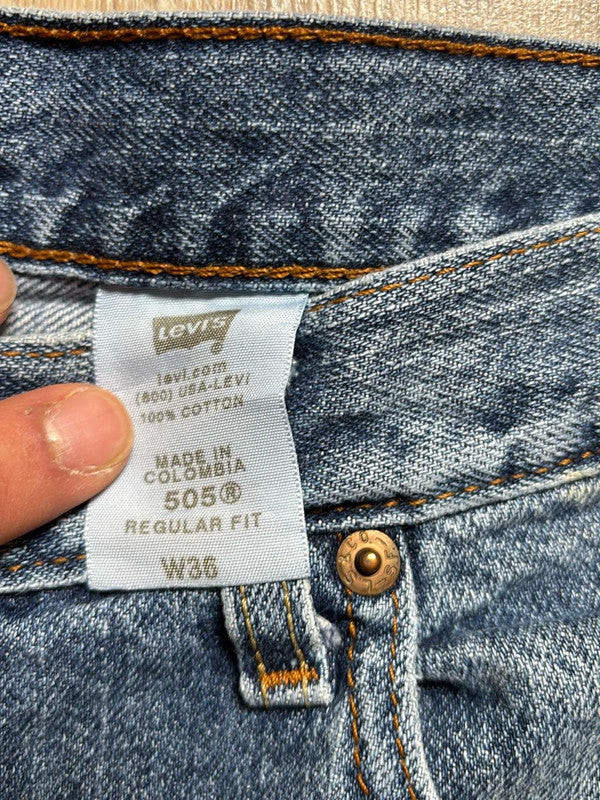 LEVI'S
levi.com
(800) USA-LEVI
100% COTTON
MADE IN
COLOMBIA
505®
REGULAR FIT
W36